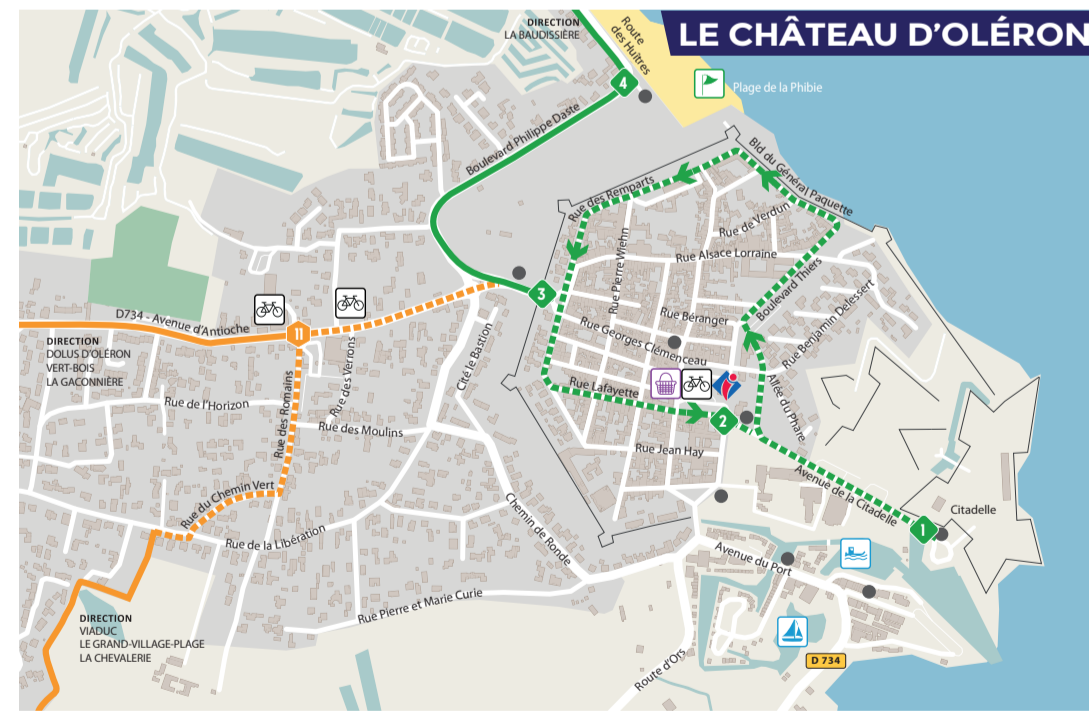 LE CHÂTEAU D'OLÉRON
DIRECTION
LA BAUDISSIÈRE
Route
des Huîtres
4
Plage de la Phibie
Boulevard Philippe Daste
Bld du Général Paquette
Rue des Remparts
Rue de Verdun
Rue Alsace Lorraine
Rue Pierre Wiehn
Boulevard Thiers
Rue Benjamin Delessert
3
Rue Béranger
Rue Georges Clémenceau
D734 - Avenue d'Antioche
11
DIRECTION
DOLUS D'OLÉRON
VERT-BOIS
LA GACONNIÈRE
Cité le Bastion
Rue des Verrons
Rue Lafayette
Allée du Phare
2
Rue de l'Horizon
Rue des Romains
Rue des Moulins
Rue Jean Hay
Avenue de la Citadelle
Rue du Chemin Vert
Citadelle
1
Rue de la Libération
Chemin de Ronde
Avenue du Port
Rue Pierre et Marie Curie
DIRECTION
VIADUC
LE GRAND-VILLAGE-PLAGE
LA CHEVALERIE
Route d'Ors
D 734